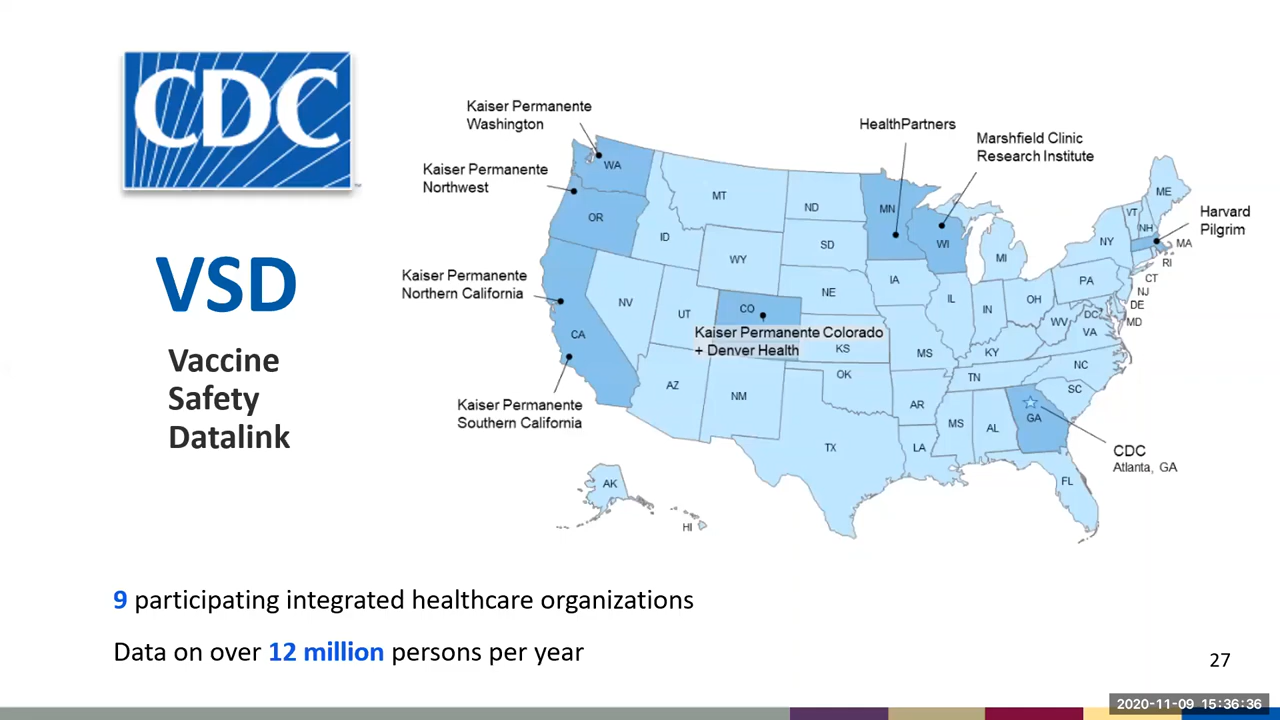 CDC
VSD
Vaccine
Safety
Datalink
Kaiser Permanente
Washington
Kaiser Permanente
Northwest
Kaiser Permanente
Northern California
Kaiser Permanente
Southern California
HealthPartners
Marshfield Clinic
Research Institute
Harvard
Pilgrim
Kaiser Permanente Colorado
+ Denver Health
CDC
Atlanta, GA
WA
OR
CA
ID
NV
MT
WY
UT
AZ
CO
NM
ND
SD
NE
KS
OK
TX
MN
IA
MS
AR
LA
WI
IL
MI
IN
OH
KY
TN
MS
AL
GA
FL
SC
NC
VA
WV
DC
MD
DE
NJ
PA
NY
CT
RI
MA
VT
NH
ME
AK
HI
9 participating integrated healthcare organizations
Data on over 12 million persons per year
27
2020-11-09 15:36:36